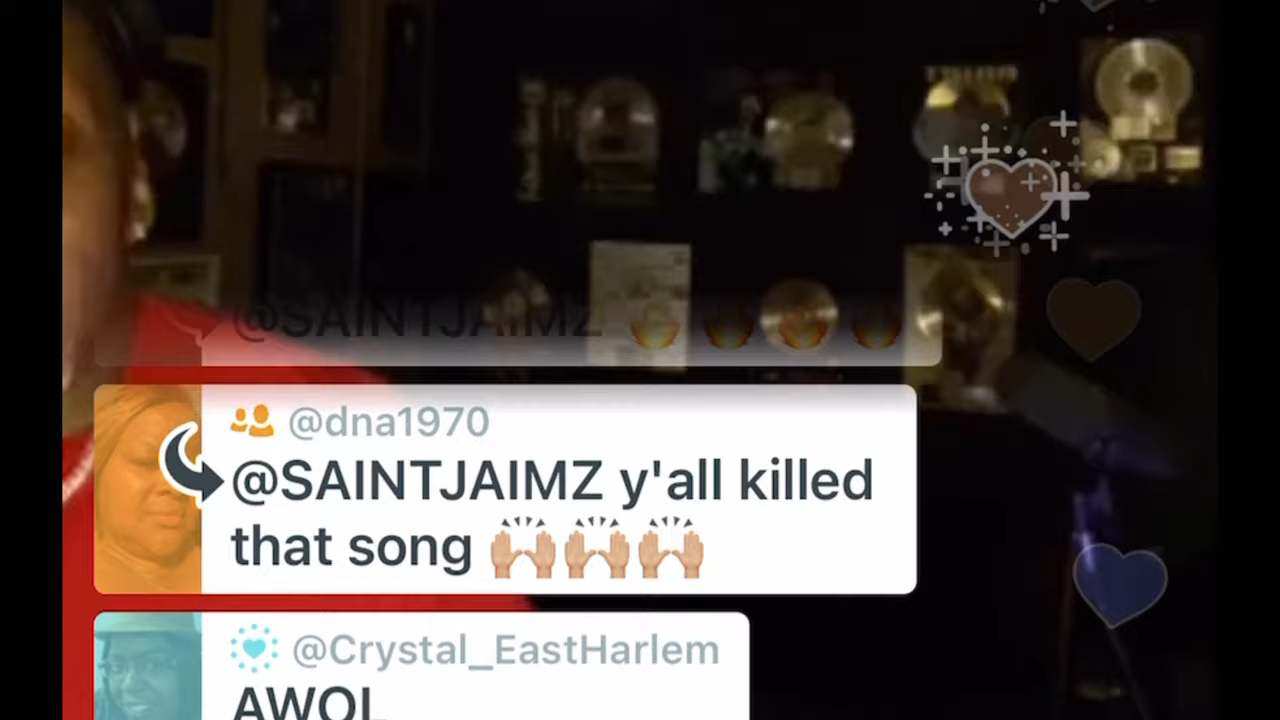 @SAINTJAIMZ 🔥🔥🔥🔥
@dna1970
@SAINTJAIMZ y'all killed
that song 🙌🏼🙌🏼🙌🏼
@Crystal_EastHarlem
AWOL